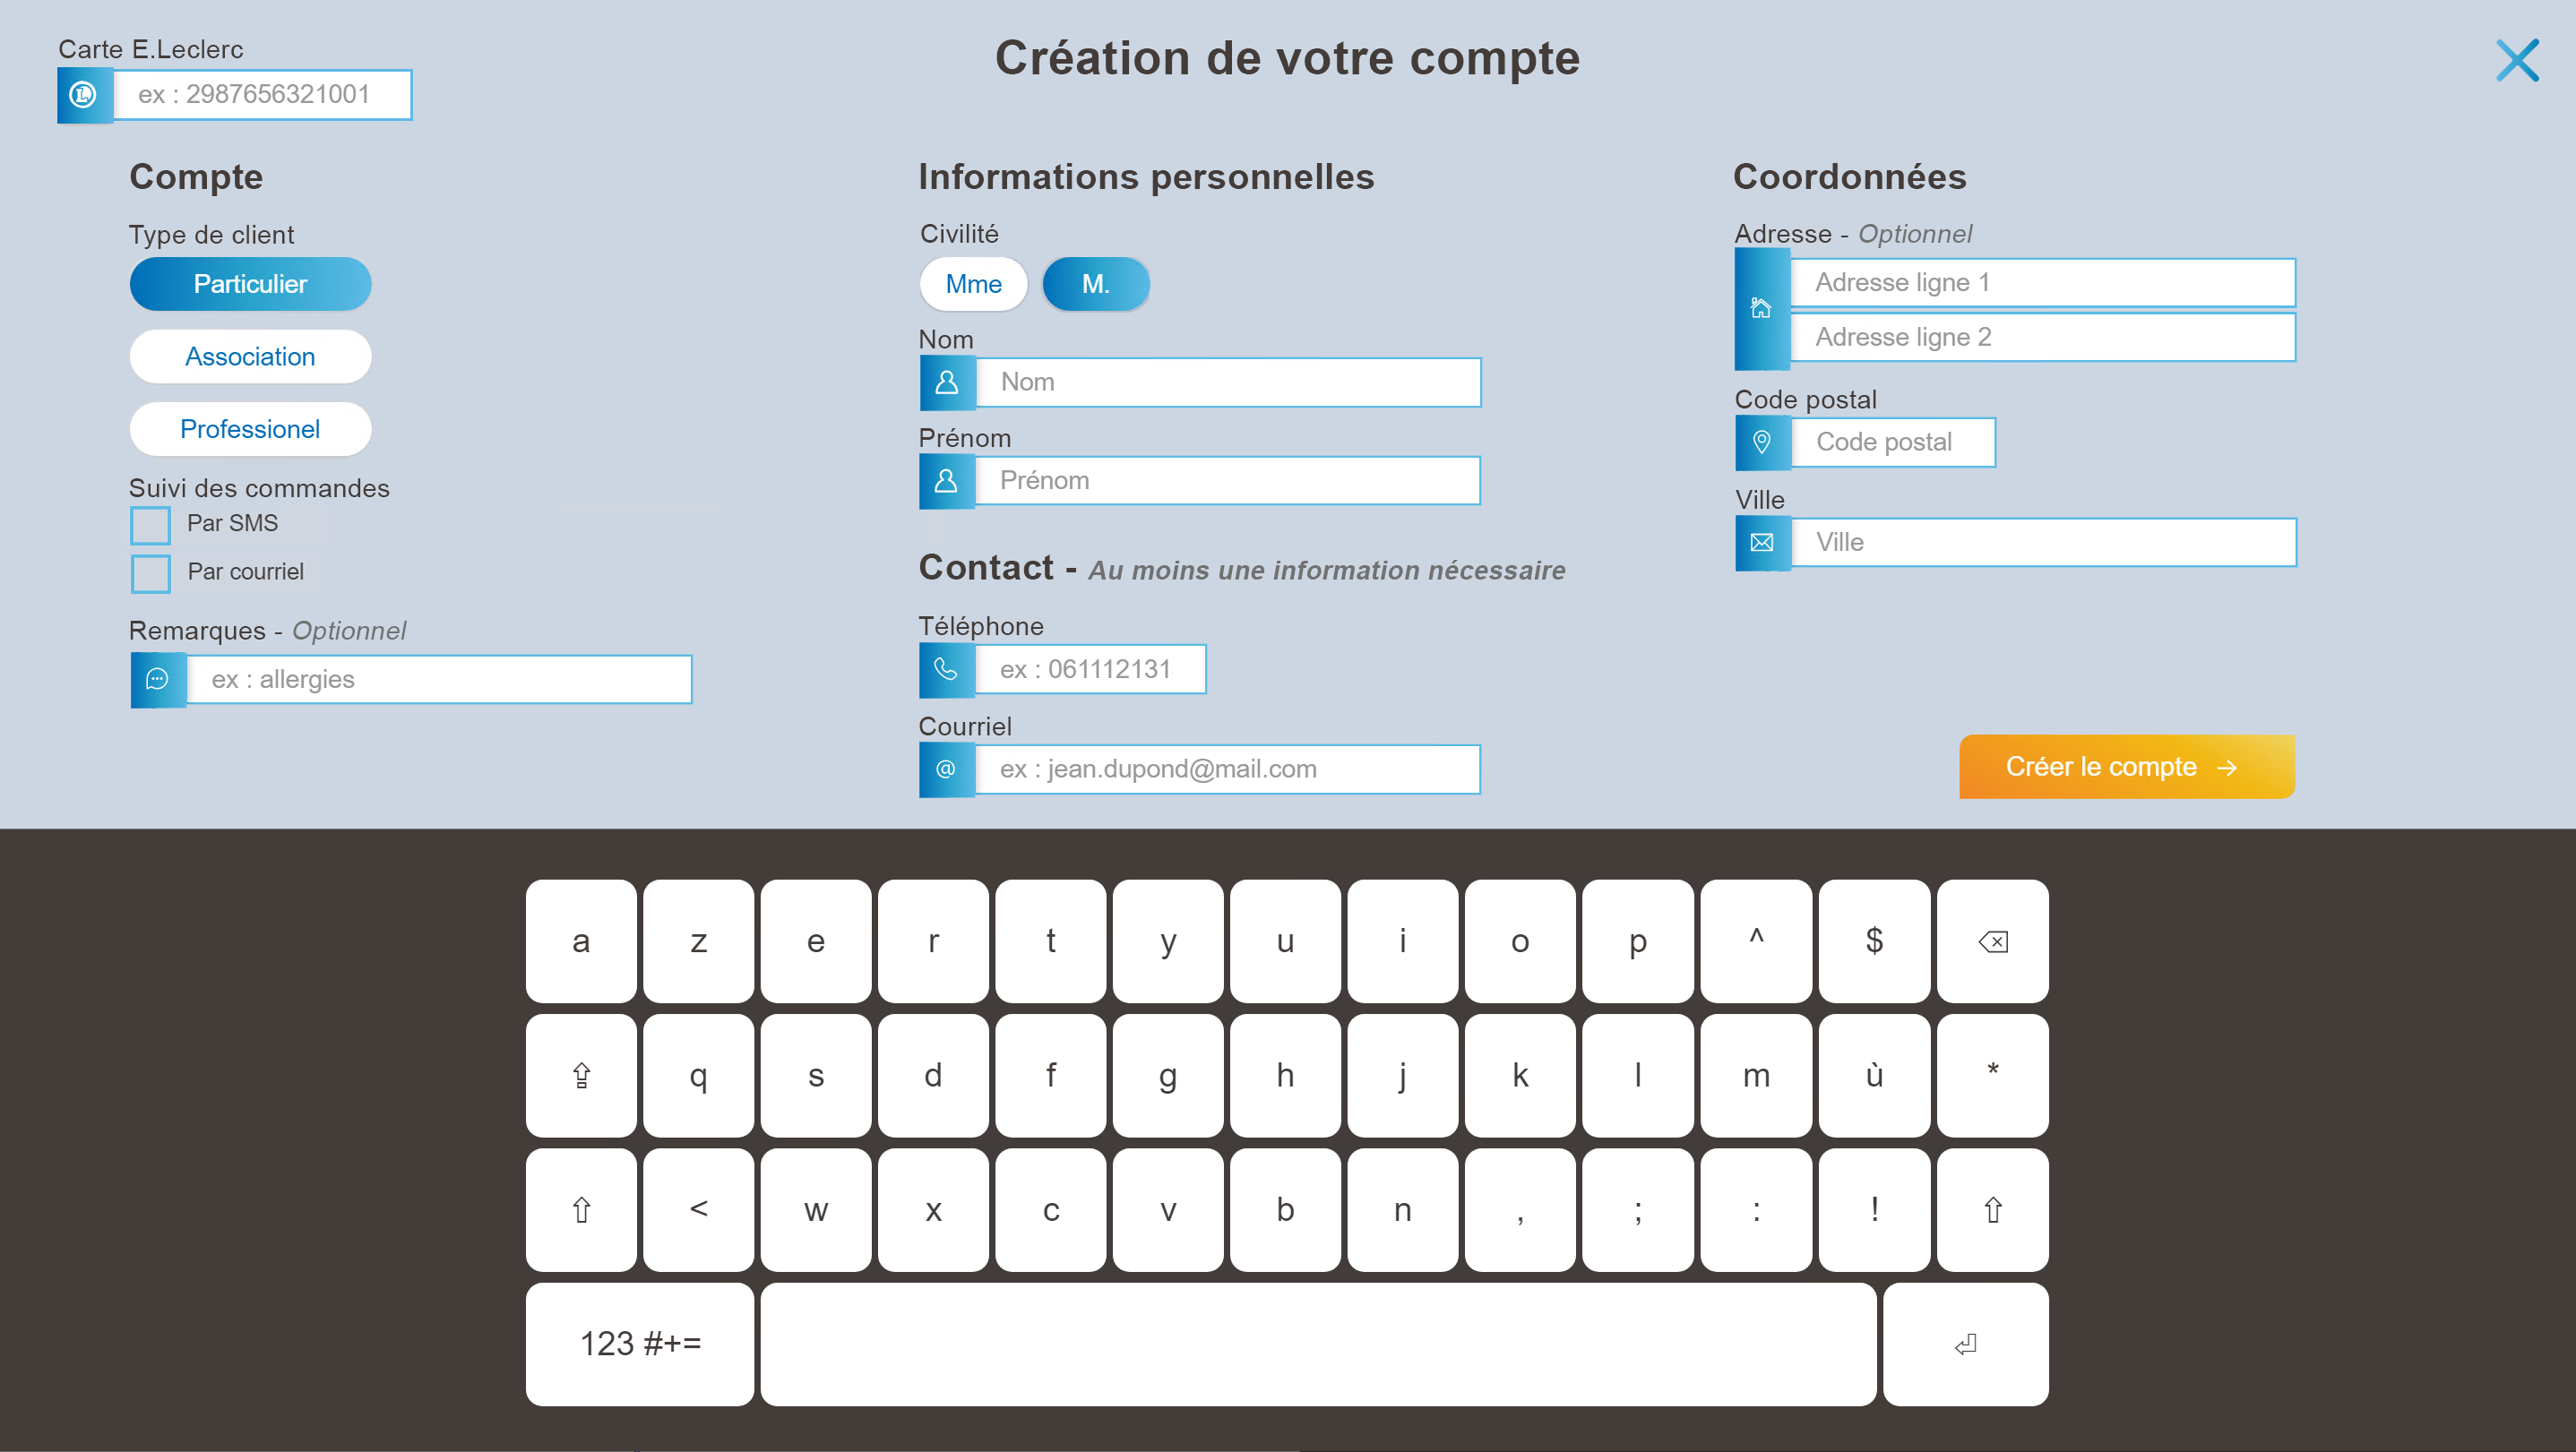 Carte E.Leclerc
ex : 2987656321001
Création de votre compte
Compte
Type de client
Particulier
Association
Professionel
Suivi des commandes
Par SMS
Par courriel
Remarques - Optionnel
ex : allergies
Informations personnelles
Civilité
Mme M.
Nom
Nom
Prénom
Prénom
Contact - Au moins une information nécessaire
Téléphone
ex : 061112131
Courriel
@ ex : jean.dupond@mail.com
Coordonnées
Adresse - Optionnel
Adresse ligne 1
Adresse ligne 2
Code postal
Code postal
Ville
Ville
Créer le compte →
a z e r t y u i o p ^ $ ⌫
⇪ q s d f g h j k l m ù *
⇧ < w x c v b n , ; : ! ⇧
123 #+= ⏎